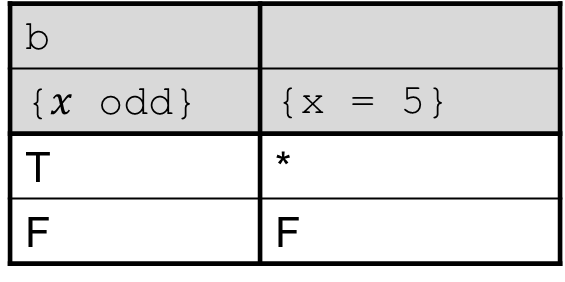 b
{x odd} {x = 5}
T *
F F